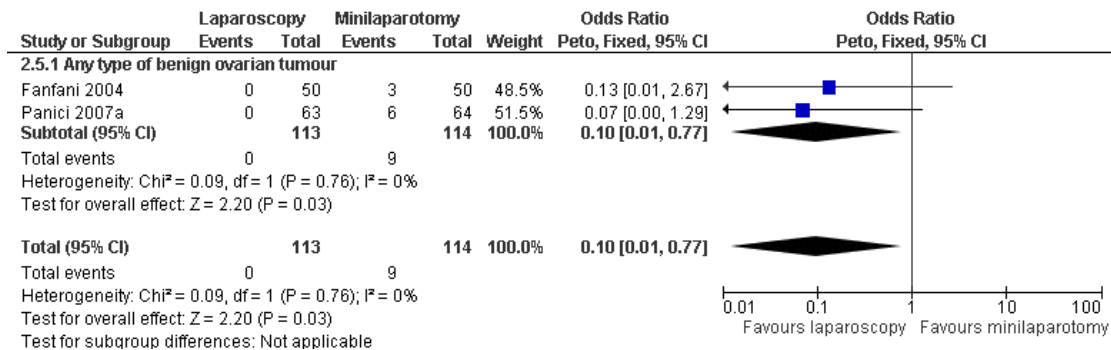 Laparoscopy Minilaparotomy Odds Ratio Odds Ratio
Study or Subgroup Events Total Events Total Weight Peto, Fixed, 95% CI Peto, Fixed, 95% CI
2.5.1 Any type of benign ovarian tumour
Fanfani 2004 0 50 3 50 48.5% 0.13 [0.01, 2.67]
Panici 2007a 0 63 6 64 51.5% 0.07 [0.00, 1.29]
Subtotal (95% CI) 113 114 100.0% 0.10 [0.01, 0.77]
Total events 0 9
Heterogeneity: Chi² = 0.09, df = 1 (P = 0.76); I² = 0%
Test for overall effect: Z = 2.20 (P = 0.03)
Total (95% CI) 113 114 100.0% 0.10 [0.01, 0.77]
Total events 0 9
Heterogeneity: Chi² = 0.09, df = 1 (P = 0.76); I² = 0%
Test for overall effect: Z = 2.20 (P = 0.03)
Test for subgroup differences: Not applicable
0.01 0.1 1 10 100
Favours laparoscopy Favours minilaparotomy